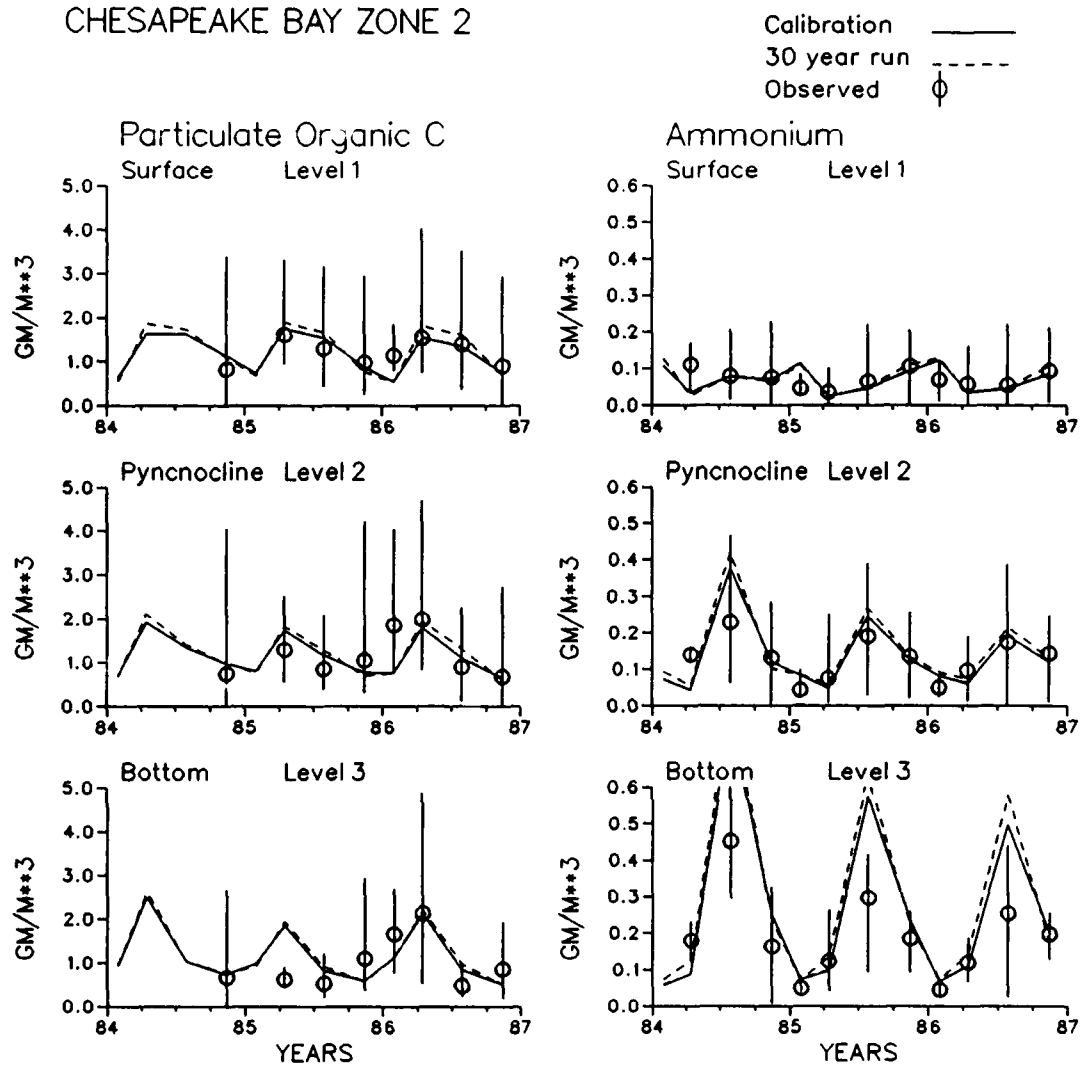 CHESAPEAKE BAY ZONE 2
Calibration
30 year run
Observed
Particulate Organic C
Surface Level 1
5.0
4.0
3.0
2.0
1.0
0.0
GM/M**3
84 85 86 87
Pyncnocline Level 2
5.0
4.0
3.0
2.0
1.0
0.0
GM/M**3
84 85 86 87
Bottom Level 3
5.0
4.0
3.0
2.0
1.0
0.0
GM/M**3
84 85 86 87
YEARS
Ammonium
Surface Level 1
0.6
0.5
0.4
0.3
0.2
0.1
0.0
GM/M**3
84 85 86 87
Pyncnocline Level 2
0.6
0.5
0.4
0.3
0.2
0.1
0.0
GM/M**3
84 85 86 87
Bottom Level 3
0.6
0.5
0.4
0.3
0.2
0.1
0.0
GM/M**3
84 85 86 87
YEARS